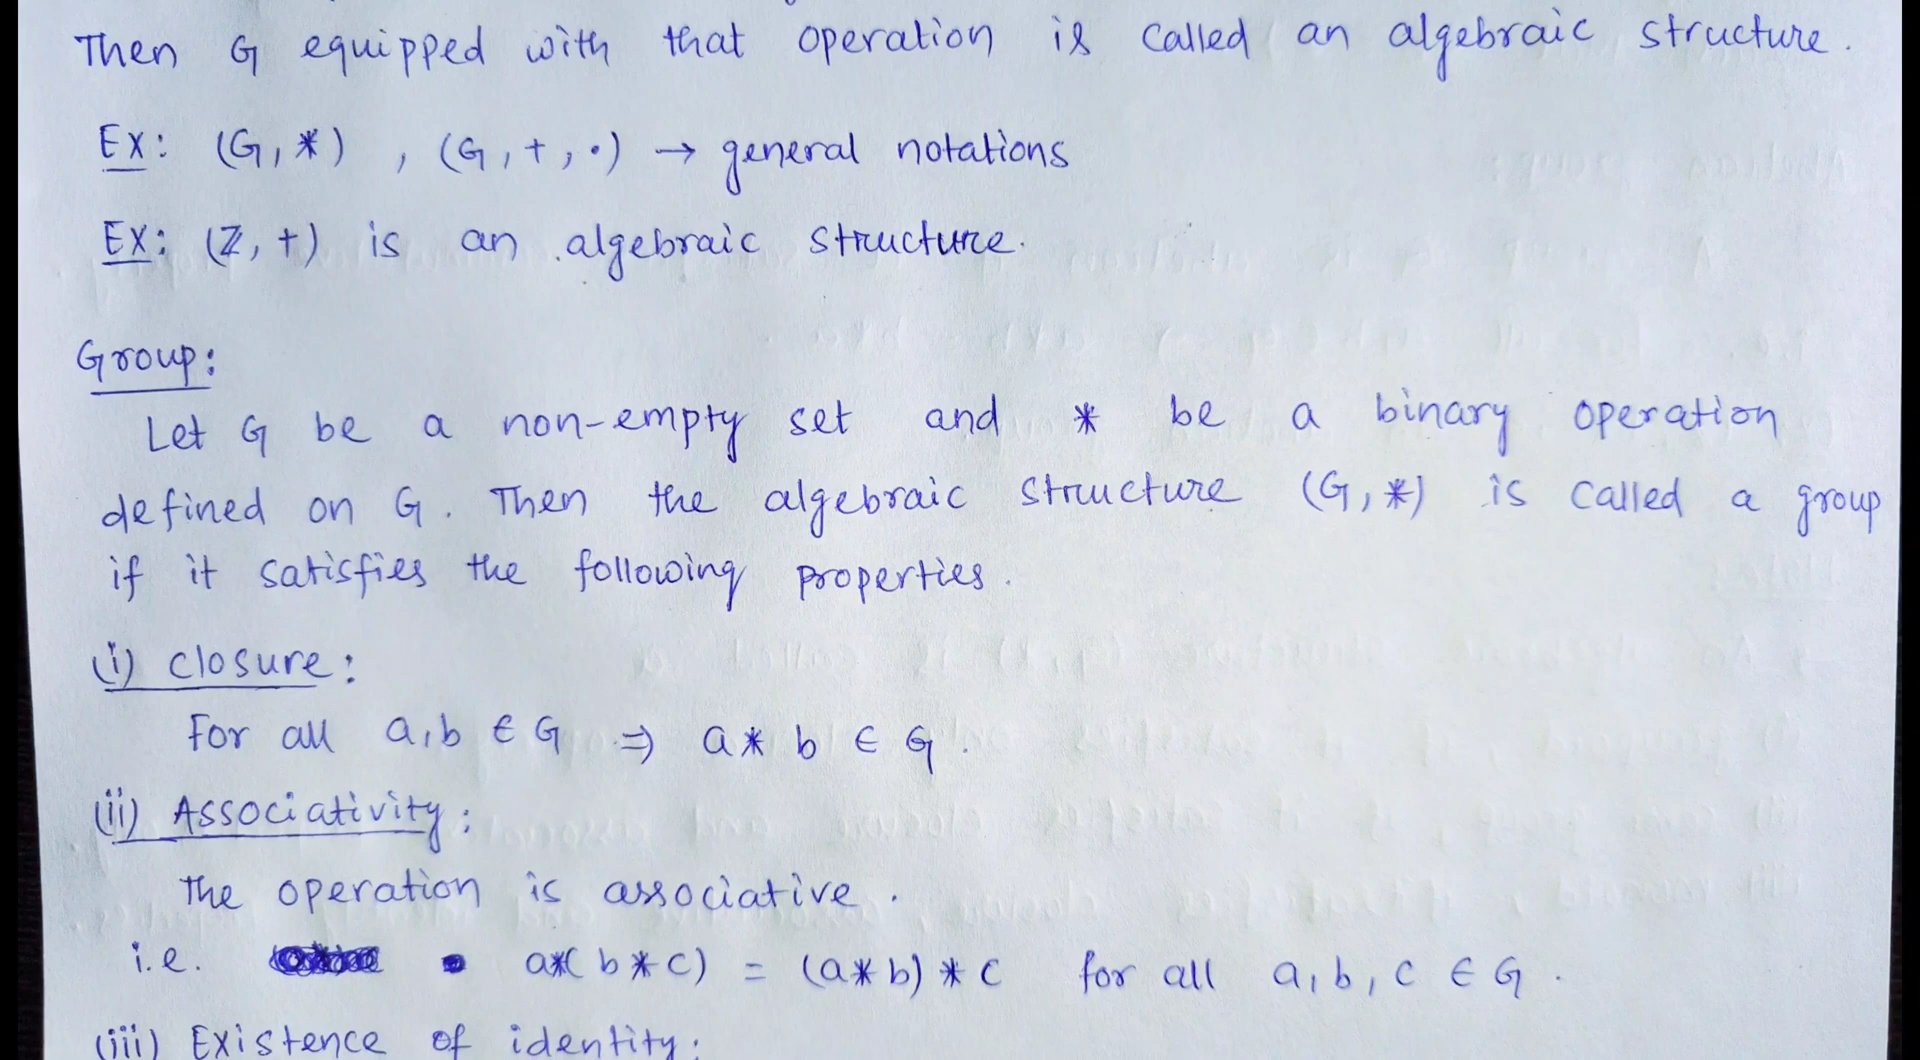 Then G equipped with that operation is called an algebraic structure.
Ex: (G, *) , (G, +, ·) → general notations
Ex: (ℤ, +) is an algebraic structure.
Group:
Let G be a non-empty set and * be a binary operation
defined on G. Then the algebraic structure (G, *) is called a group
if it satisfies the following properties.
(i) closure:
For all a, b ∈ G ⇒ a * b ∈ G.
(ii) Associativity:
The operation is associative.
i.e. a*(b*c) = (a*b)*c for all a, b, c ∈ G.
(iii) Existence of identity: